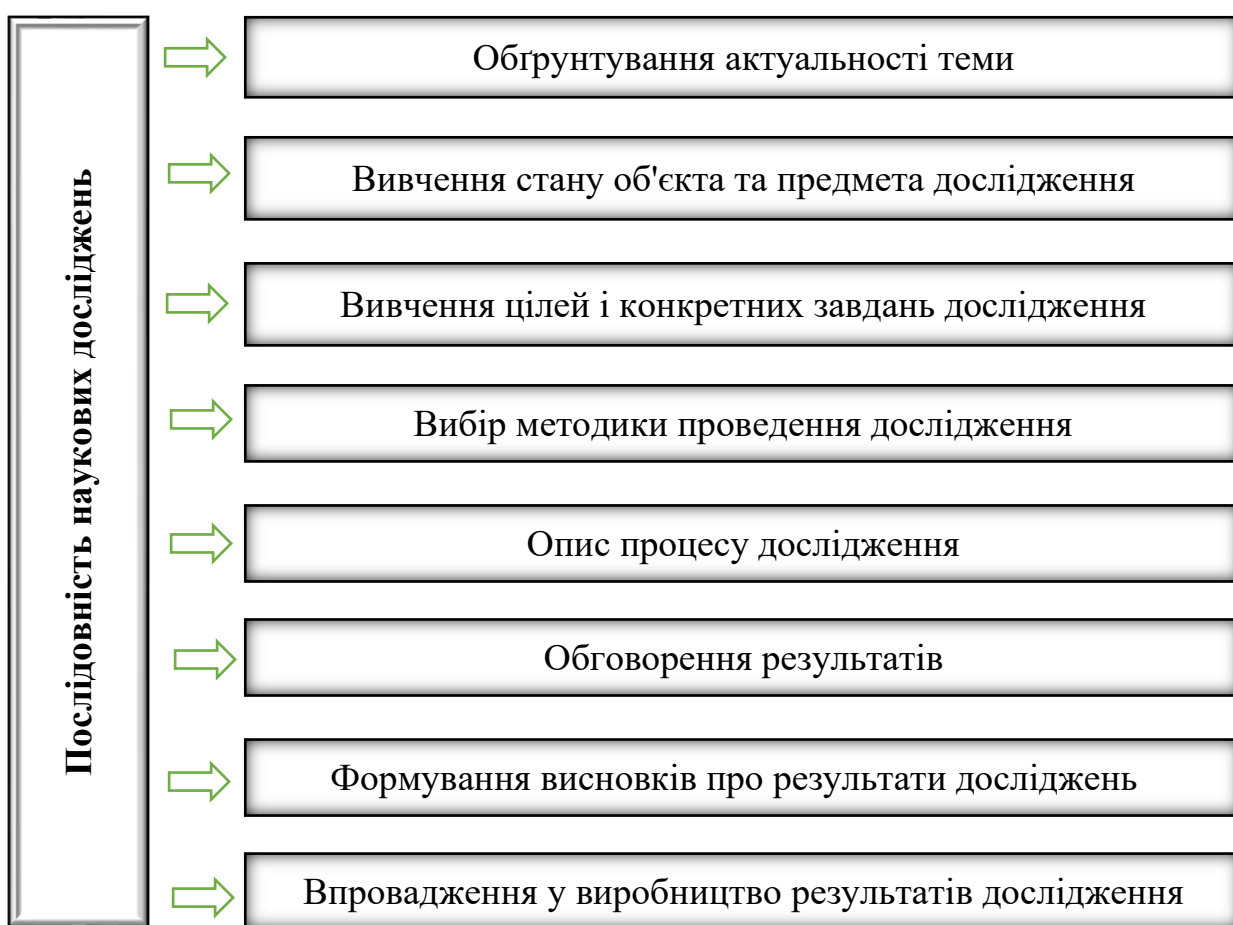 Послідовність наукових досліджень
Обґрунтування актуальності теми
Вивчення стану об'єкта та предмета дослідження
Вивчення цілей і конкретних завдань дослідження
Вибір методики проведення дослідження
Опис процесу дослідження
Обговорення результатів
Формування висновків про результати досліджень
Впровадження у виробництво результатів дослідження